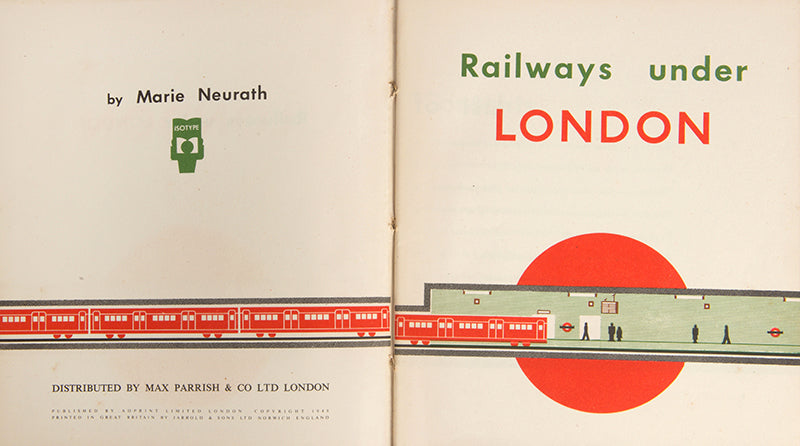 by Marie Neurath
ISOTYPE
DISTRIBUTED BY MAX PARRISH & CO LTD LONDON
PUBLISHED BY ADPRINT LIMITED LONDON COPYRIGHT
PRINTED IN GREAT BRITAIN BY JARROLD & SONS LTD NORWICH ENGLAND
Railways under
LONDON